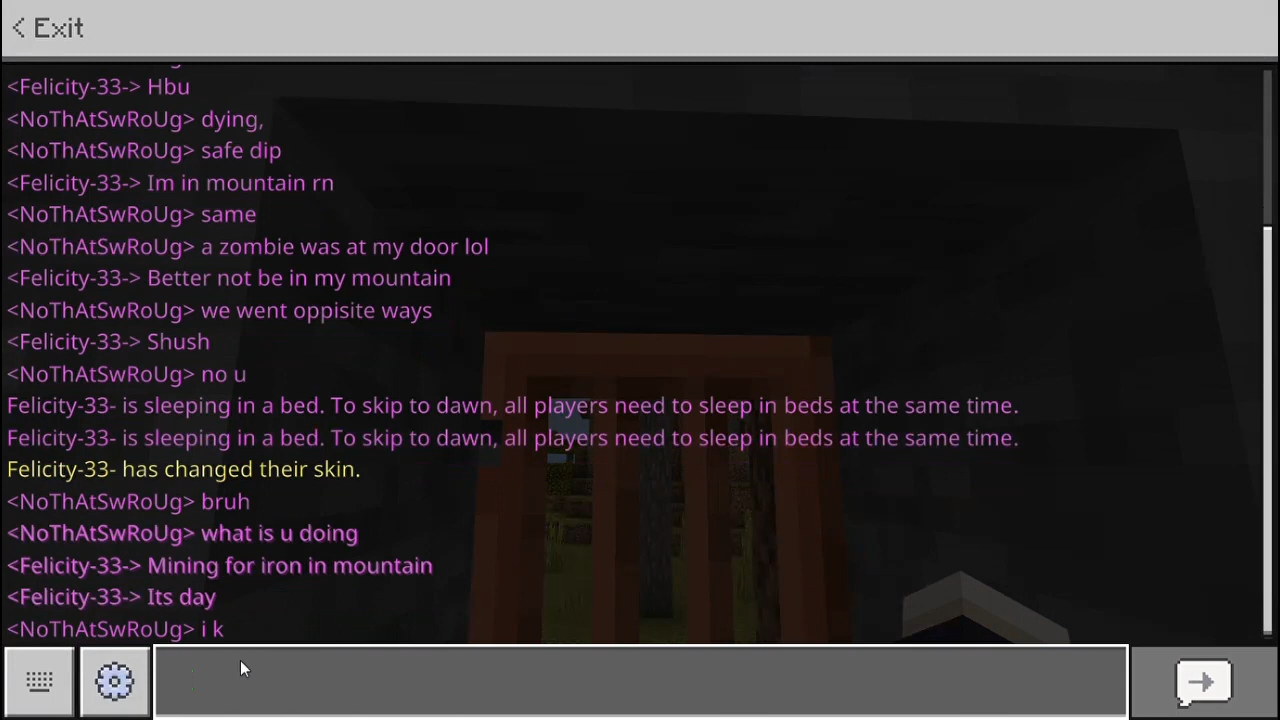 < Exit
<Felicity-33-> Hbu
<NoThAtSwRoUg> dying,
<NoThAtSwRoUg> safe dip
<Felicity-33-> Im in mountain rn
<NoThAtSwRoUg> same
<NoThAtSwRoUg> a zombie was at my door lol
<Felicity-33-> Better not be in my mountain
<NoThAtSwRoUg> we went oppisite ways
<Felicity-33-> Shush
<NoThAtSwRoUg> no u
Felicity-33- is sleeping in a bed. To skip to dawn, all players need to sleep in beds at the same time.
Felicity-33- is sleeping in a bed. To skip to dawn, all players need to sleep in beds at the same time.
Felicity-33- has changed their skin.
<NoThAtSwRoUg> bruh
<NoThAtSwRoUg> what is u doing
<Felicity-33-> Mining for iron in mountain
<Felicity-33-> Its day
<NoThAtSwRoUg> i k